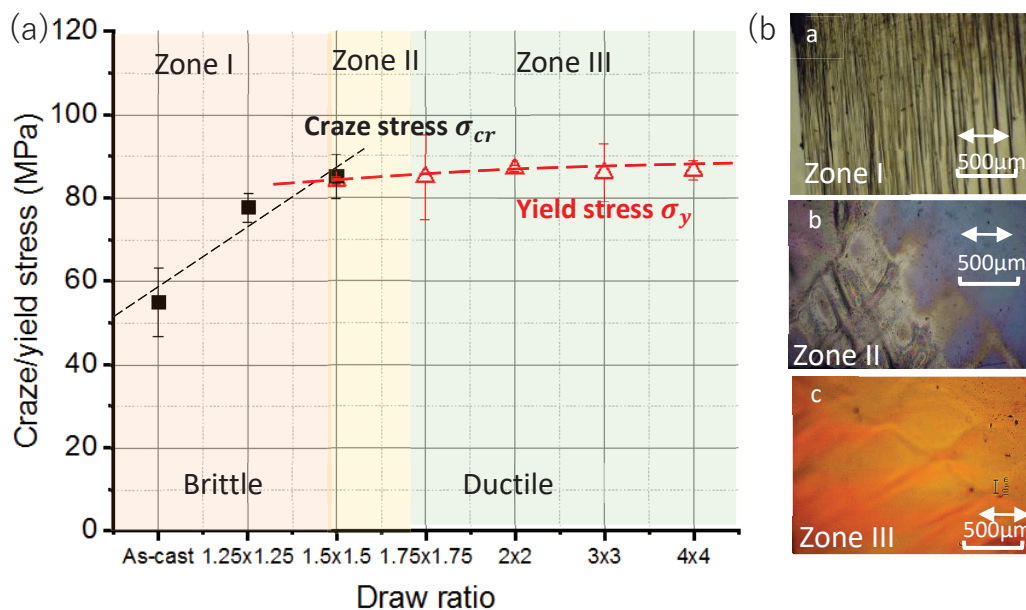 (a)
120
100
80
60
40
20
0
Craze/yield stress (MPa)
Zone I
Zone II
Zone III
Craze stress σcr
Yield stress σy
Brittle
Ductile
As-cast 1.25x1.25 1.5x1.5 1.75x1.75 2x2 3x3 4x4
Draw ratio
(b
a
500μm
Zone I
b
500μm
Zone II
c
500μm
Zone III